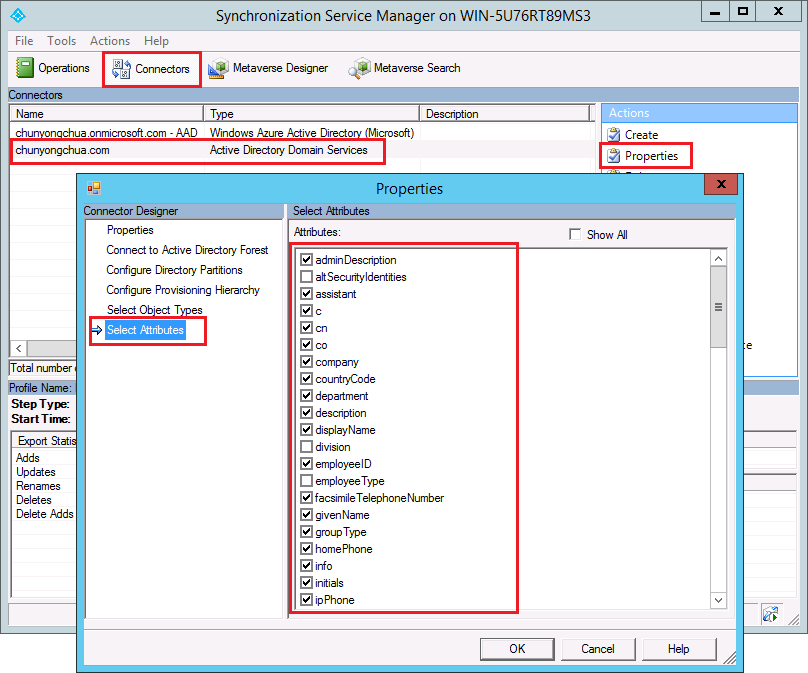 Synchronization Service Manager on WIN-5U76RT89MS3
File Tools Actions Help
Operations Connectors Metaverse Designer Metaverse Search
Connectors
Name Type Description
chunyongchua.onmicrosoft.com - AAD Windows Azure Active Directory (Microsoft)
chunyongchua.com Active Directory Domain Services
Actions
Create
Properties
Total number
Profile Name:
Step Type:
Start Time:
Export Statis
Adds
Updates
Renames
Deletes
Delete Adds
Properties
Connector Designer
Properties
Connect to Active Directory Forest
Configure Directory Partitions
Configure Provisioning Hierarchy
Select Object Types
Select Attributes
Select Attributes
Attributes:
Show All
adminDescription
altSecurityIdentities
assistant
c
cn
co
company
countryCode
department
description
displayName
division
employeeID
employeeType
facsimileTelephoneNumber
givenName
groupType
homePhone
info
initials
ipPhone
OK Cancel Help